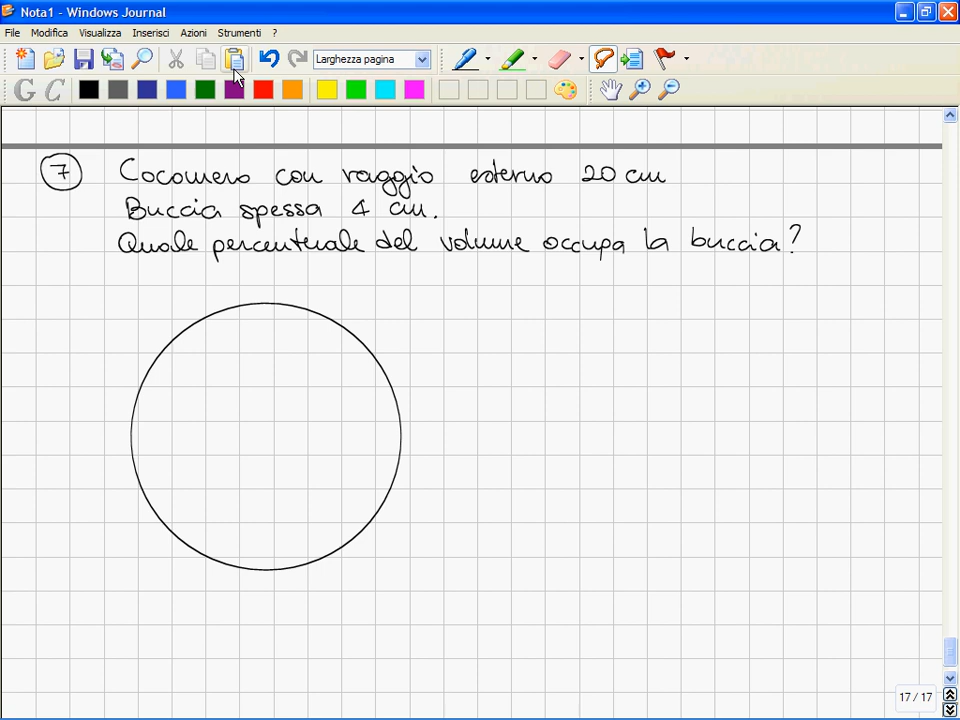 Nota1 - Windows Journal
File Modifica Visualizza Inserisci Azioni Strumenti ?
Larghezza pagina
G C
7 Cocomero con raggio esterno 20 cm
Buccia spessa 4 cm.
Quale percentuale del volume occupa la buccia?
17 / 17